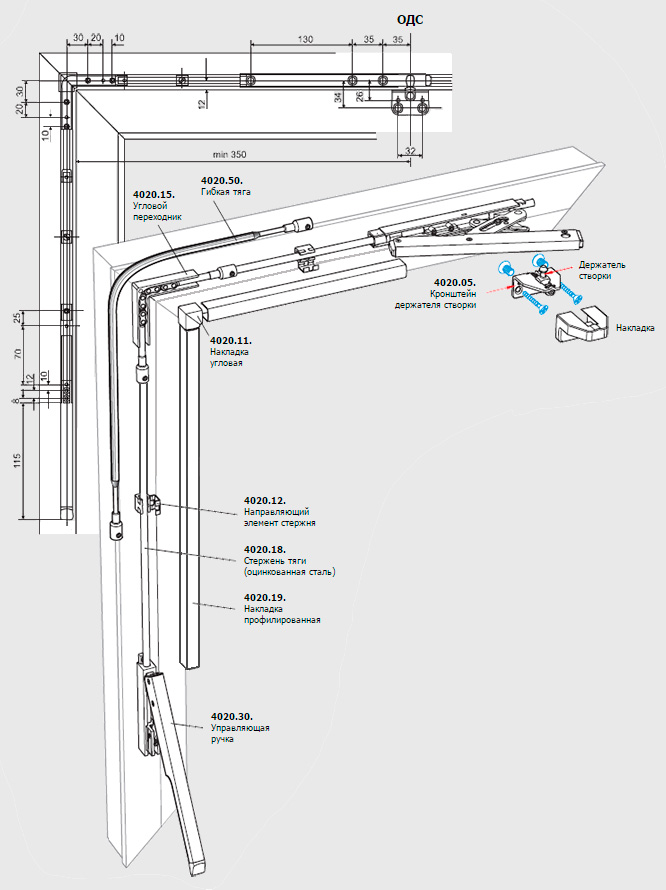 ОДС
30 20 10
130 35 35
30
20
10
12
34
26
32
min 350
4020.15.
Угловой
переходник
4020.50.
Гибкая тяга
4020.05.
Кронштейн
держателя створки
Держатель
створки
Накладка
4020.11.
Накладка
угловая
25
70
12
10
8
115
4020.12.
Направляющий
элемент стержня
4020.18.
Стержень тяги
(оцинкованная сталь)
4020.19.
Накладка
профилированная
4020.30.
Управляющая
ручка